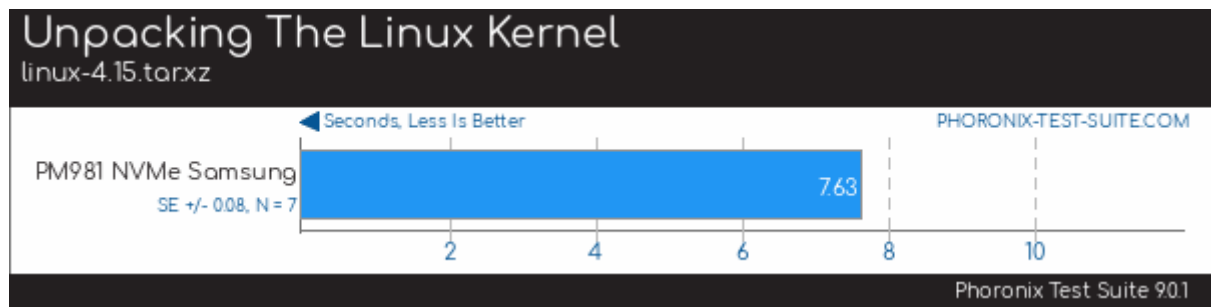 Unpacking The Linux Kernel
linux-4.15.tar.xz
Seconds, Less Is Better
PHORONIX-TEST-SUITE.COM
PM981 NVMe Samsung
7.63
SE +/- 0.08, N = 7
2 4 6 8 10
Phoronix Test Suite 9.0.1